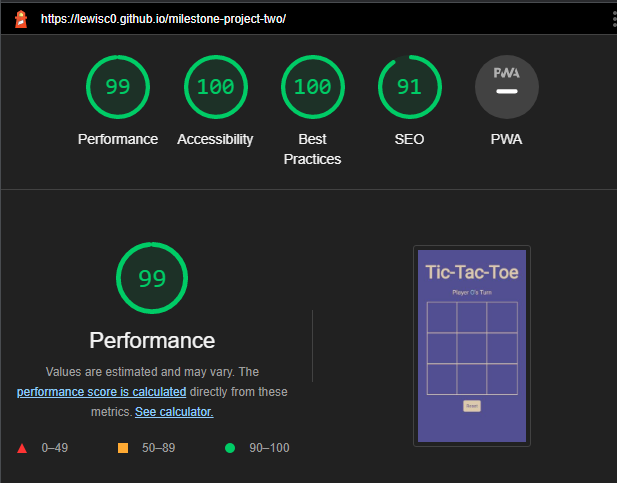 https://lewisc0.github.io/milestone-project-two/
99
100
100
91
PWA
Performance
Accessibility
Best
Practices
SEO
PWA
99
Performance
Values are estimated and may vary. The
performance score is calculated directly from these
metrics. See calculator.
0–49
50–89
90–100
Tic-Tac-Toe
Player O's Turn
Reset